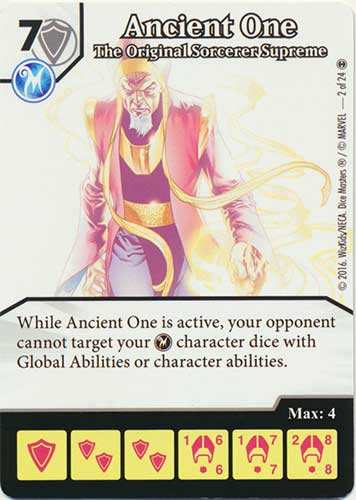 7
Ancient One
The Original Sorcerer Supreme
© 2016. WizKids/NECA. Dice Masters ® / © MARVEL — 2 of 24
While Ancient One is active, your opponent
cannot target your character dice with
Global Abilities or character abilities.
Max: 4
1 6 6
1 7 7
2 8 8